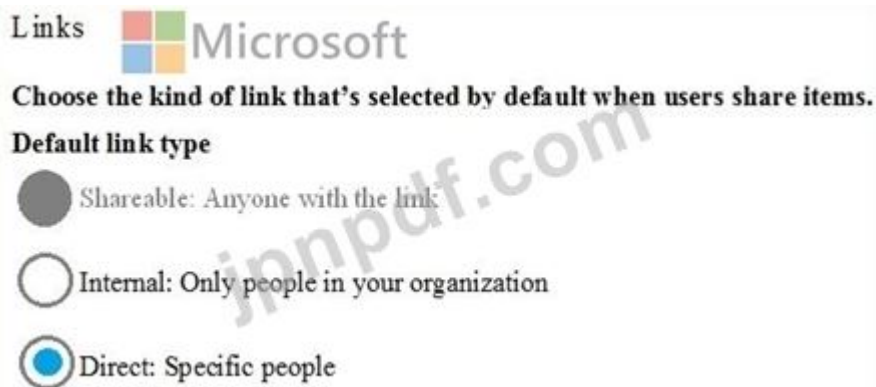 Links Microsoft
Choose the kind of link that's selected by default when users share items.
Default link type
Shareable: Anyone with the link
Internal: Only people in your organization
Direct: Specific people
jpnpdf.com